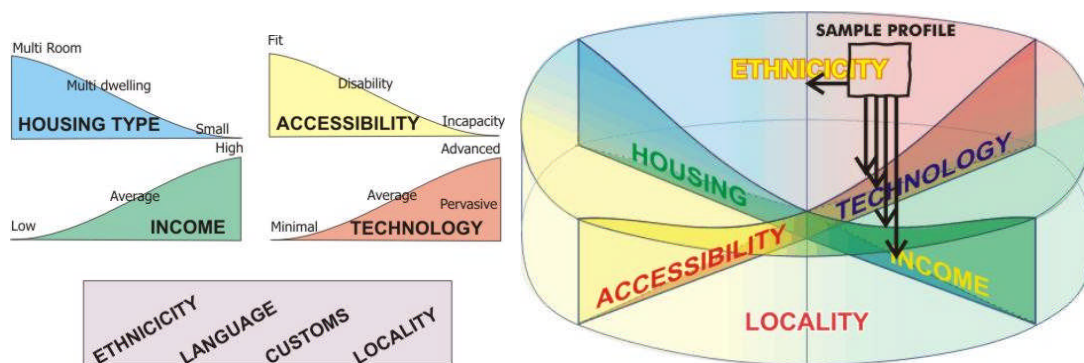 Multi Room
Multi dwelling
HOUSING TYPE
Small
Fit
Disability
ACCESSIBILITY
Incapacity
High
Average
Low
INCOME
Advanced
Average
Pervasive
Minimal
TECHNOLOGY
ETHNICICITY
LANGUAGE
CUSTOMS
LOCALITY
SAMPLE PROFILE
ETHNICICITY
HOUSING
TECHNOLOGY
ACCESSIBILITY
INCOME
LOCALITY